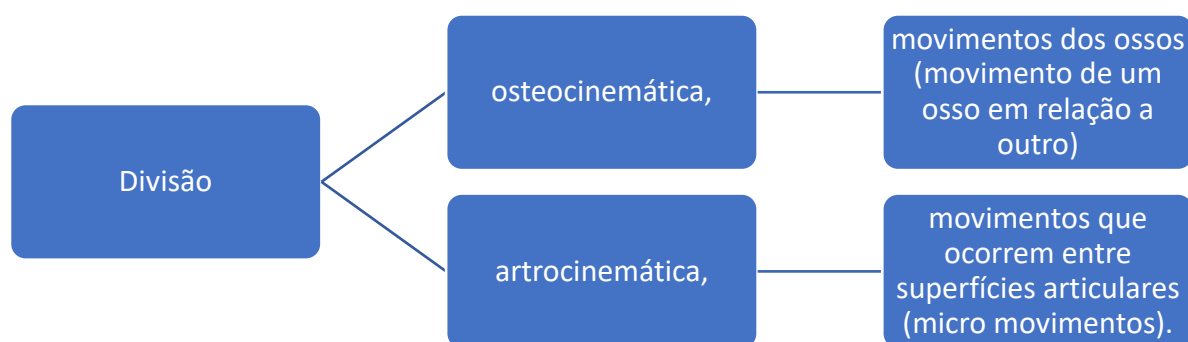 Divisão
osteocinemática,
movimentos dos ossos
(movimento de um
osso em relação a
outro)
artrocinemática,
movimentos que
ocorrem entre
superfícies articulares
(micro movimentos).